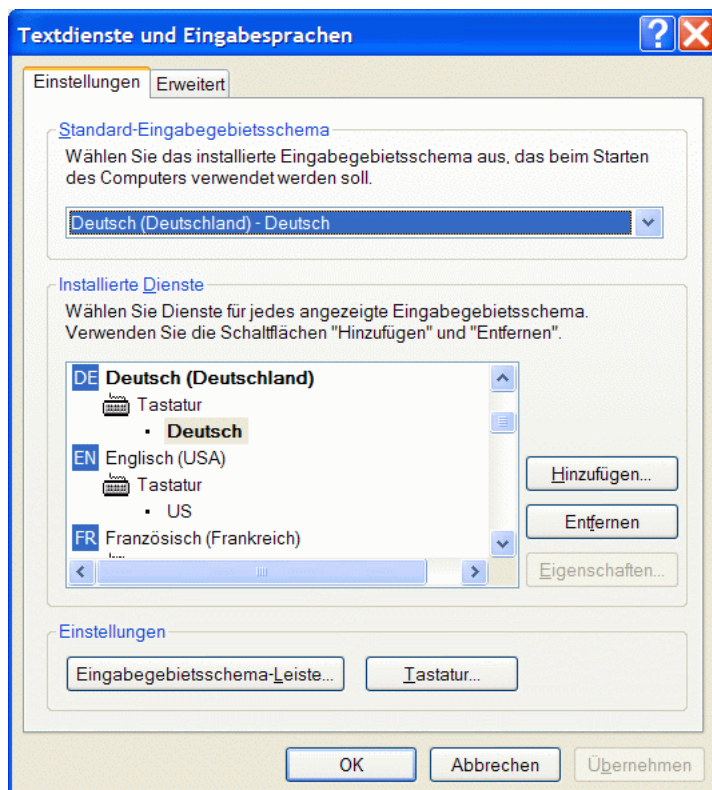 Textdienste und Eingabesprachen
Einstellungen
Erweitert
Standard-Eingabegebietsschema
Wählen Sie das installierte Eingabegebietsschema aus, das beim Starten
des Computers verwendet werden soll.
Deutsch (Deutschland) - Deutsch
Installierte Dienste
Wählen Sie Dienste für jedes angezeigte Eingabegebietsschema.
Verwenden Sie die Schaltflächen "Hinzufügen" und "Entfernen".
DE Deutsch (Deutschland)
Tastatur
Deutsch
EN Englisch (USA)
Tastatur
US
FR Französisch (Frankreich)
Hinzufügen...
Entfernen
Eigenschaften...
Einstellungen
Eingabegebietsschema-Leiste...
Tastatur...
OK
Abbrechen
Übernehmen